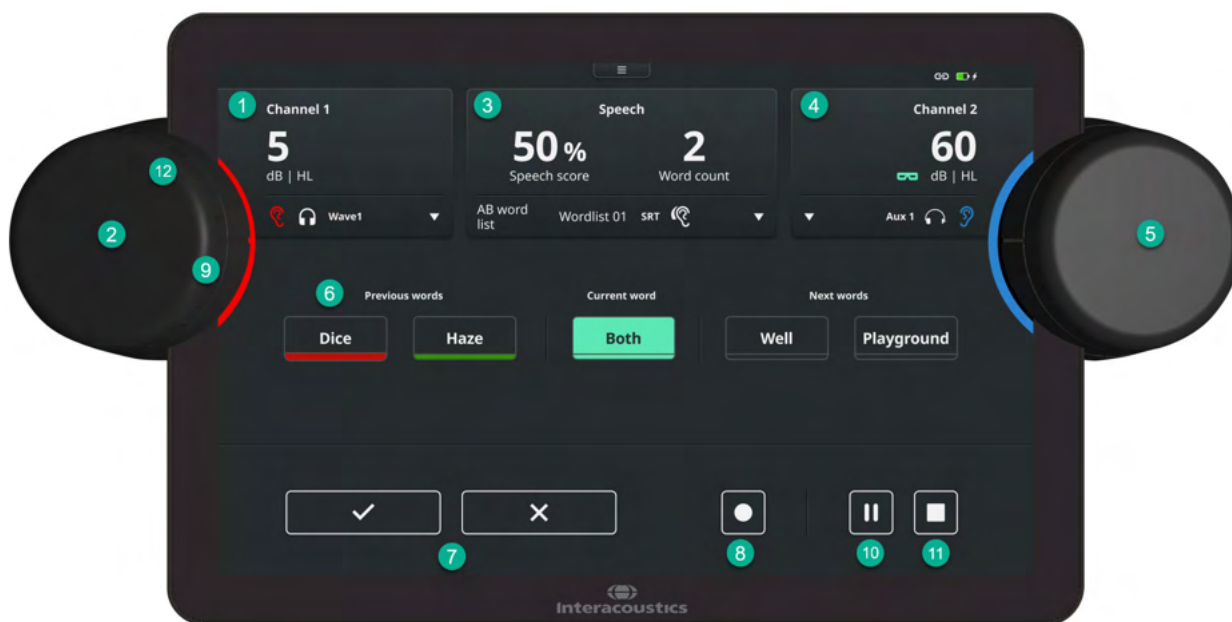 1
Channel 1
5
dB | HL
Wave1
3
Speech
50 %
2
Speech score
Word count
AB word
list
Wordlist 01
SRT
4
Channel 2
60
dB | HL
Aux 1
12
2
9
5
6
Previous words
Current word
Next words
Dice
Haze
Both
Well
Playground
7
8
10
11
Interacoustics